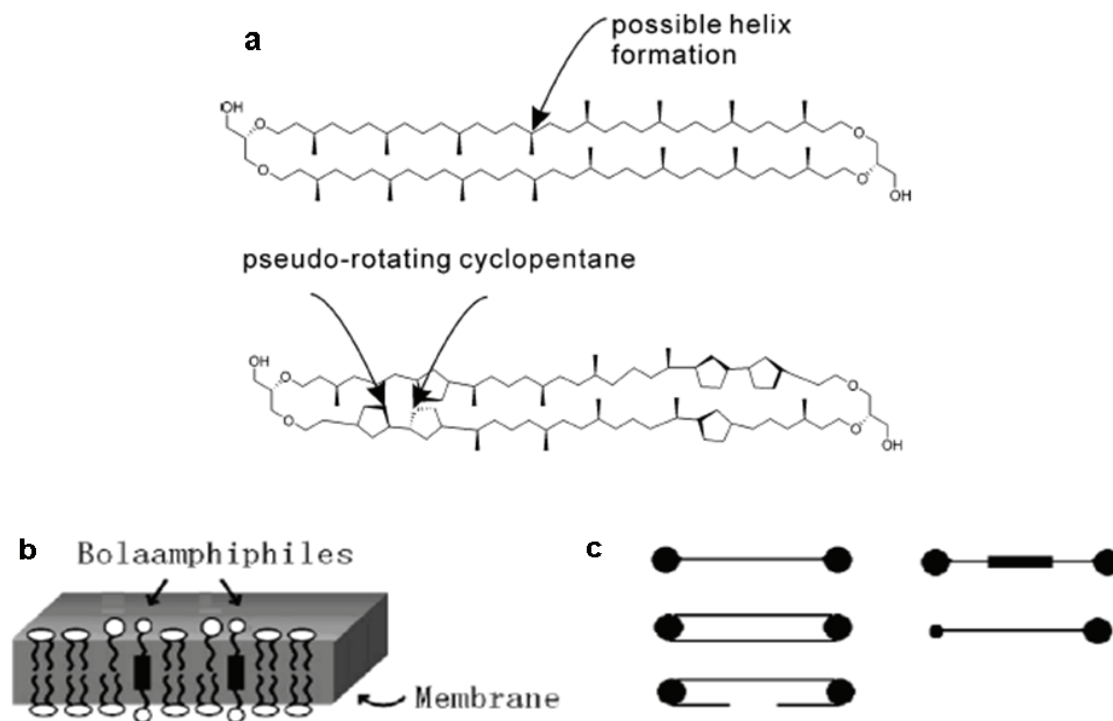 a
possible helix
formation
OH
O
O
O
O
OH
pseudo-rotating cyclopentane
OH
O
O
O
O
OH
b
Bolaamphiphiles
Membrane
c